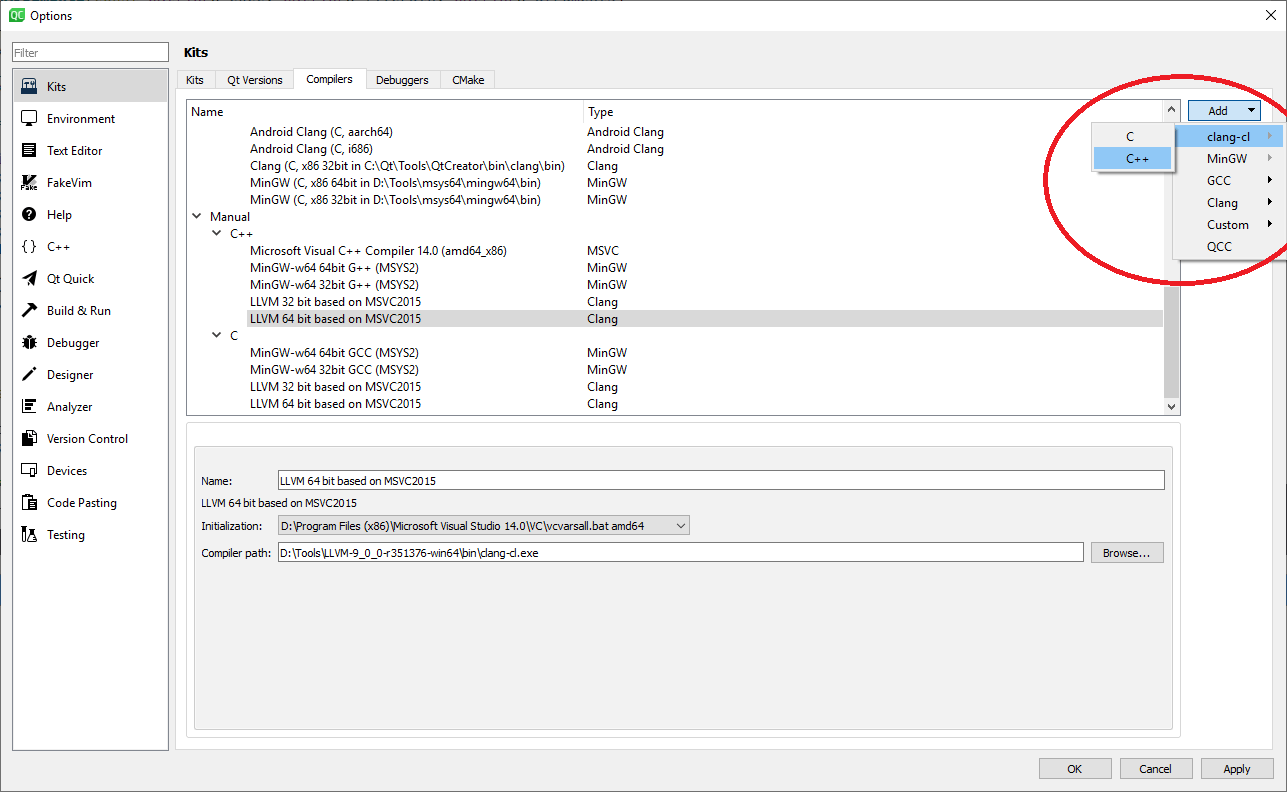 QC Options
Filter
Kits
Environment
Text Editor
Fake
FakeVim
Help
{} C++
Qt Quick
Build & Run
Debugger
Designer
Analyzer
Version Control
Devices
Code Pasting
Testing
Kits
Kits Qt Versions Compilers Debuggers CMake
Name Type
Android Clang (C, aarch64) Android Clang
Android Clang (C, i686) Android Clang
Clang (C, x86 32bit in C:\Qt\Tools\QtCreator\bin\clang\bin) Clang
MinGW (C, x86 64bit in D:\Tools\msys64\mingw64\bin) MinGW
MinGW (C, x86 32bit in D:\Tools\msys64\mingw64\bin) MinGW
Manual
C++
Microsoft Visual C++ Compiler 14.0 (amd64_x86) MSVC
MinGW-w64 64bit G++ (MSYS2) MinGW
MinGW-w64 32bit G++ (MSYS2) MinGW
LLVM 32 bit based on MSVC2015 Clang
LLVM 64 bit based on MSVC2015 Clang
C
MinGW-w64 64bit GCC (MSYS2) MinGW
MinGW-w64 32bit GCC (MSYS2) MinGW
LLVM 32 bit based on MSVC2015 Clang
LLVM 64 bit based on MSVC2015 Clang
Add
C
C++
clang-cl
MinGW
GCC
Clang
Custom
QCC
Name: LLVM 64 bit based on MSVC2015
LLVM 64 bit based on MSVC2015
Initialization: D:\Program Files (x86)\Microsoft Visual Studio 14.0\VC\vcvarsall.bat amd64
Compiler path: D:\Tools\LLVM-9_0_0-r351376-win64\bin\clang-cl.exe Browse...
OK Cancel Apply